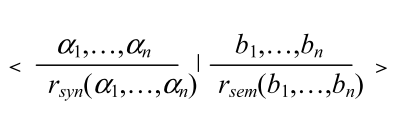 < α1,…,αn / rsyn(α1,…,αn) | b1,…,bn / rsem(b1,…,bn) >